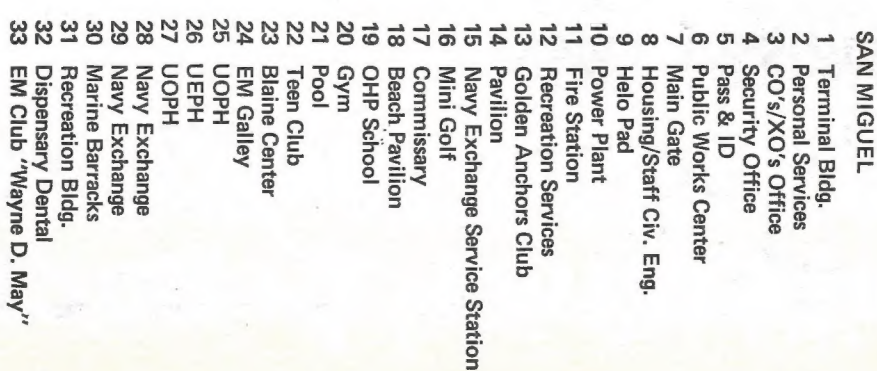 SAN MIGUEL
1 Terminal Bldg.
2 Personal Services
3 CO's/XO's Office
4 Security Office
5 Pass & ID
6 Public Works Center
7 Main Gate
8 Housing/Staff Civ. Eng.
9 Helo Pad
10 Power Plant
11 Fire Station
12 Recreation Services
13 Golden Anchors Club
14 Pavilion
15 Navy Exchange Service Station
16 Mini Golf
17 Commissary
18 Beach Pavilion
19 OHP School
20 Gym
21 Pool
22 Teen Club
23 Blaine Center
24 EM Galley
25 UOPH
26 UEPH
27 UOPH
28 Navy Exchange
29 Navy Exchange
30 Marine Barracks
31 Recreation Bldg.
32 Dispensary Dental
33 EM Club "Wayne D. May"